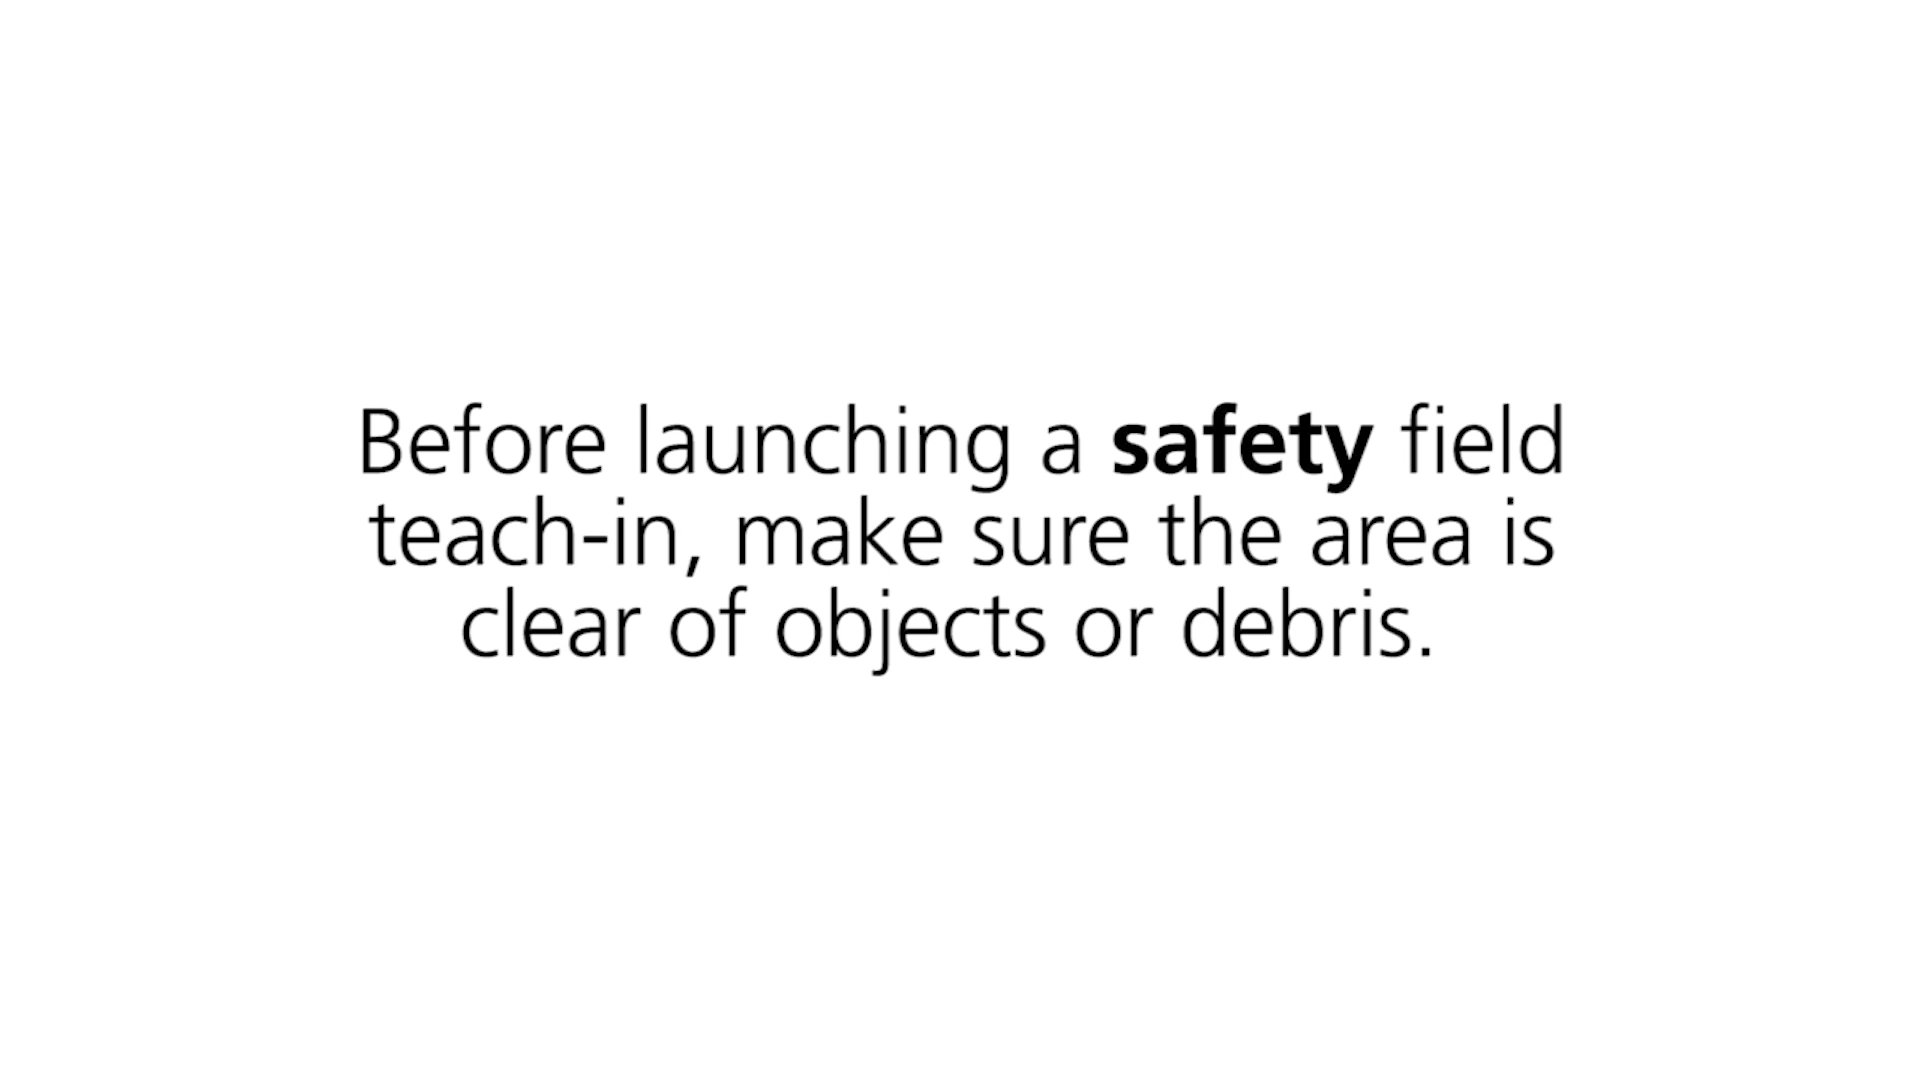 Before launching a safety field
teach-in, make sure the area is
clear of objects or debris.